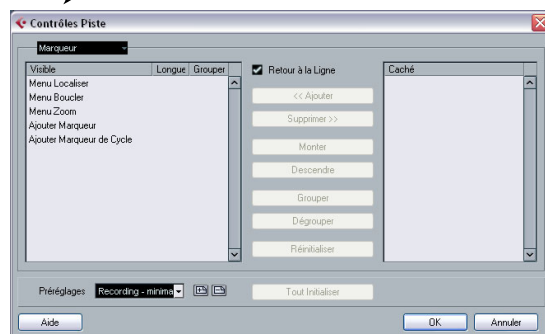 Contrôles Piste
Marqueur
Visible Longue Grouper
Menu Localiser
Menu Boucler
Menu Zoom
Ajouter Marqueur
Ajouter Marqueur de Cycle
Retour à la Ligne
<< Ajouter
Supprimer >>
Monter
Descendre
Grouper
Dégrouper
Réinitialiser
Caché
Préréglages Recording - minima
Tout Initialiser
Aide
OK Annuler